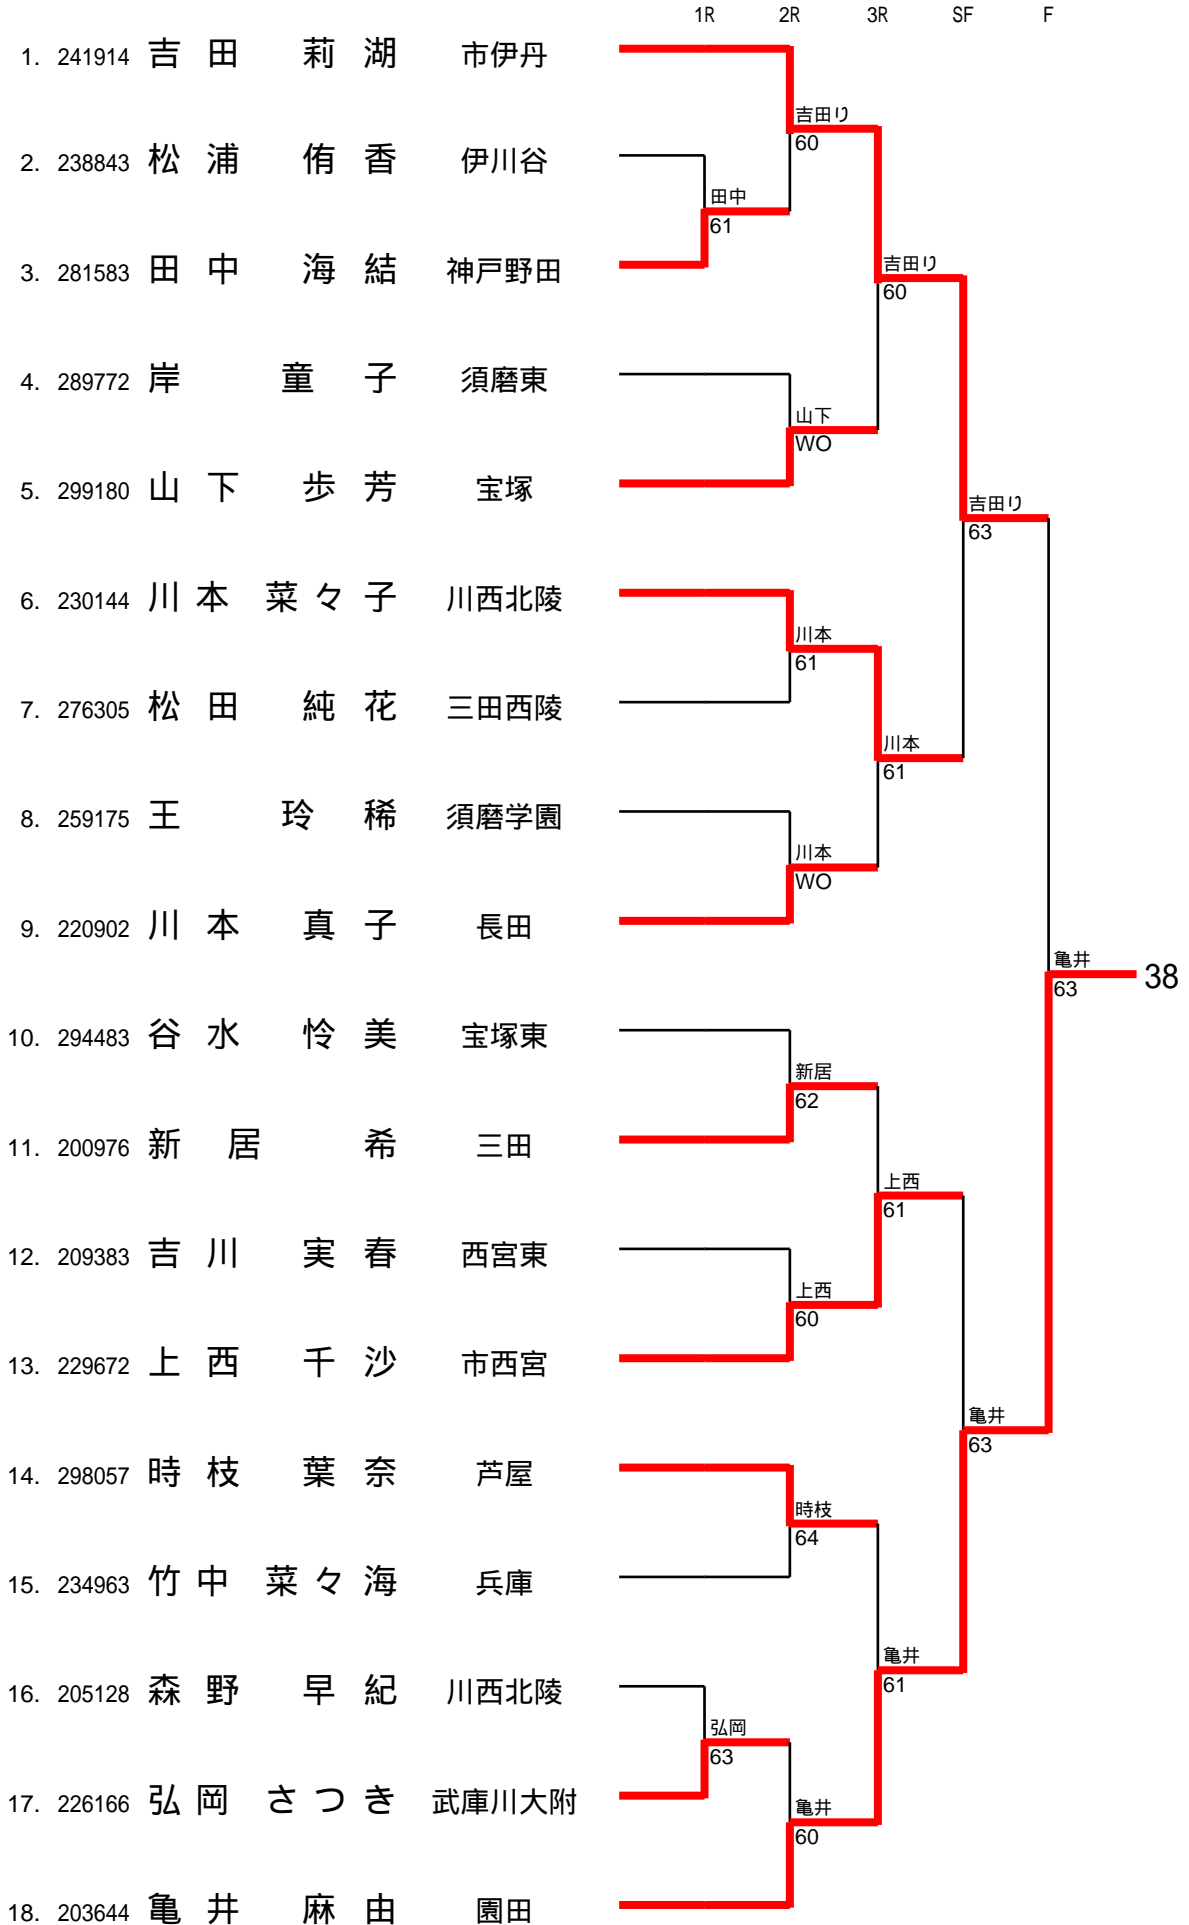 1R 2R 3R SF F
1. 241914 吉田 莉湖 市伊丹
吉田り
60
2. 238843 松浦 侑香 伊川谷
田中
61
3. 281583 田中 海結 神戸野田
吉田り
60
4. 289772 岸 童子 須磨東
山下
WO
5. 299180 山下 歩芳 宝塚
吉田り
63
6. 230144 川本 菜々子 川西北陵
川本
61
7. 276305 松田 純花 三田西陵
川本
61
8. 259175 王 玲稀 須磨学園
川本
WO
9. 220902 川本 真子 長田
亀井
63
38
10. 294483 谷水 怜美 宝塚東
新居
62
11. 200976 新居 希 三田
上西
61
12. 209383 吉川 実春 西宮東
上西
60
13. 229672 上西 千沙 市西宮
亀井
63
14. 298057 時枝 葉奈 芦屋
時枝
64
15. 234963 竹中 菜々海 兵庫
亀井
61
16. 205128 森野 早紀 川西北陵
弘岡
63
17. 226166 弘岡 さつき 武庫川大附
亀井
60
18. 203644 亀井 麻由 園田